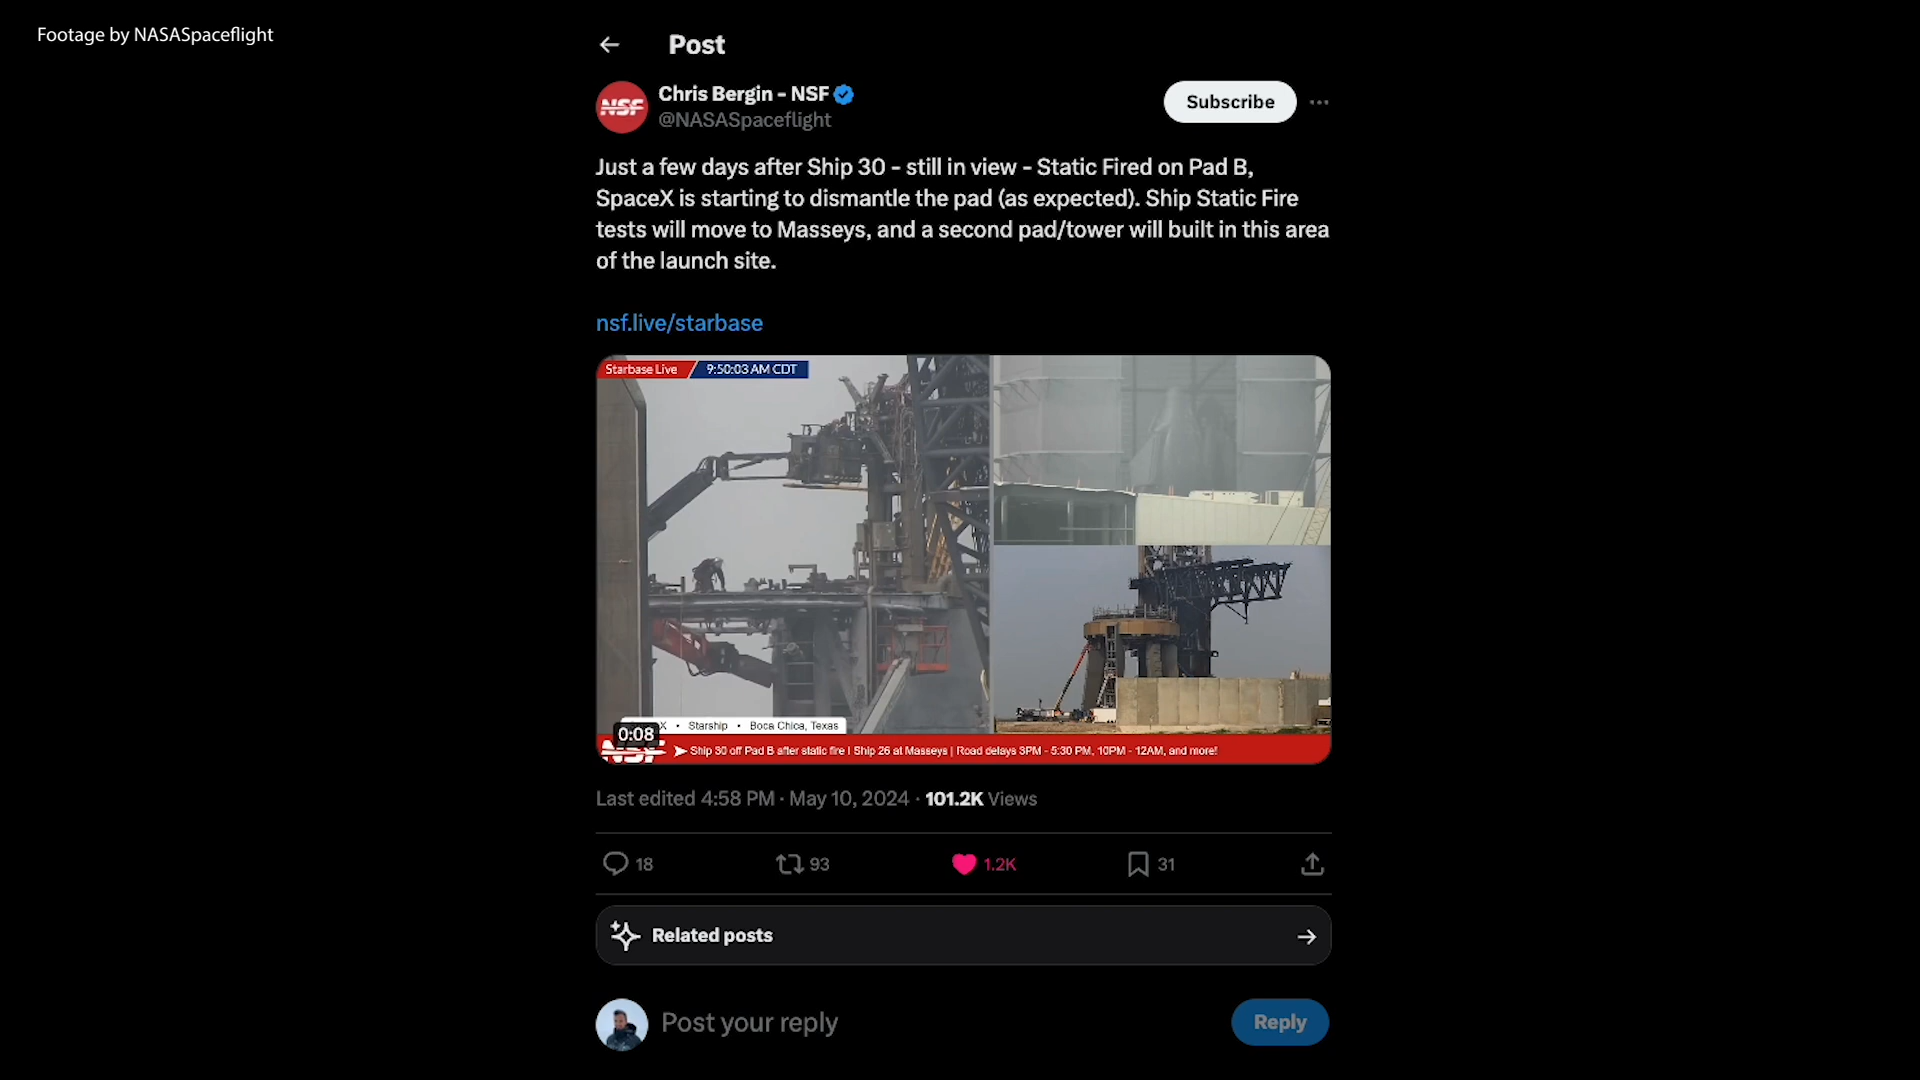 Footage by NASASpaceflight
Post
NSF
Chris Bergin - NSF
@NASASpaceflight
Subscribe
Just a few days after Ship 30 - still in view - Static Fired on Pad B,
SpaceX is starting to dismantle the pad (as expected). Ship Static Fire
tests will move to Masseys, and a second pad/tower will built in this area
of the launch site.
nsf.live/starbase
Starbase Live 9:50:03 AM CDT
X • Starship • Boca Chica, Texas
0:08
NSF Ship 30 off Pad B after static fire | Ship 26 at Masseys | Road delays 3PM - 5:30 PM, 10PM - 12AM, and more!
Last edited 4:58 PM · May 10, 2024 · 101.2K Views
18 93 1.2K 31
Related posts
Post your reply
Reply